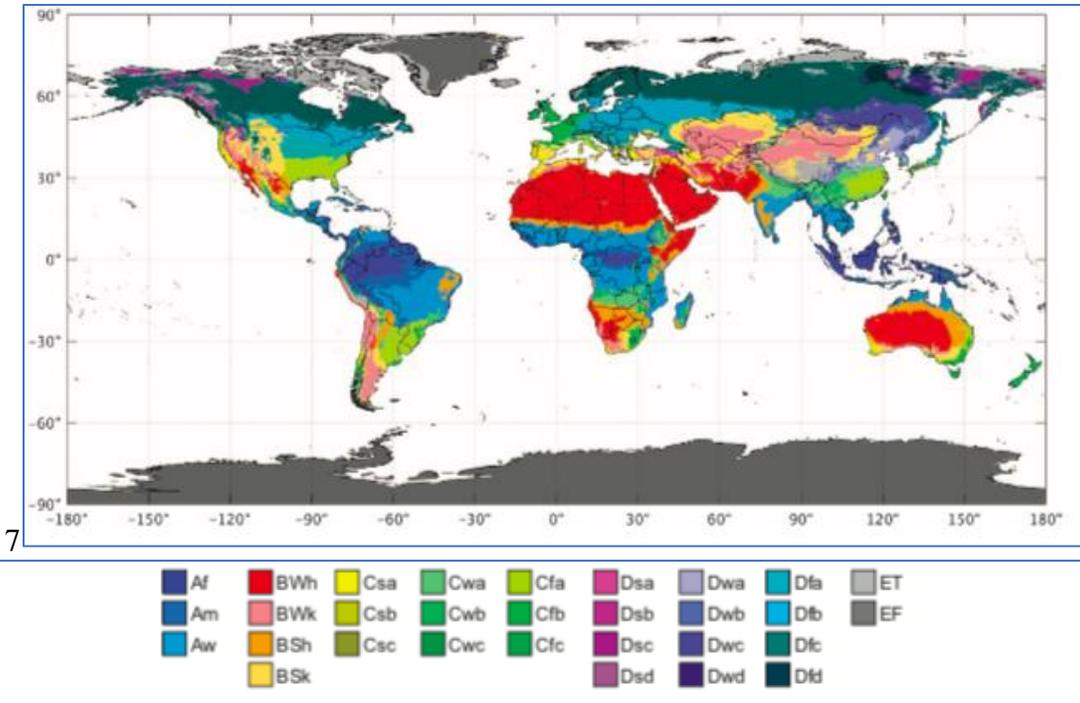 90°
60°
30°
0°
-30°
-60°
-90°
-180° -150° -120° -90° -60° -30° 0° 30° 60° 90° 120° 150° 180°
7
Af BWh Csa Cwa Cfa Dsa Dwa Dfa ET
Am BWk Csb Cwb Cfb Dsb Dwb Dfb EF
Aw BSh Csc Cwc Cfc Dsc Dwc Dfc
BSk Dsd Dwd Dfd